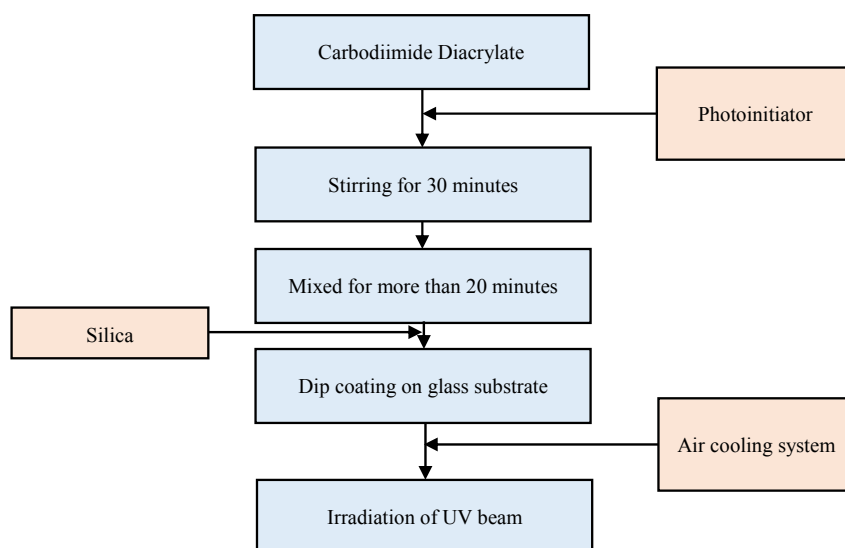 Carbodiimide Diacrylate
Photoinitiator
Stirring for 30 minutes
Mixed for more than 20 minutes
Silica
Dip coating on glass substrate
Air cooling system
Irradiation of UV beam